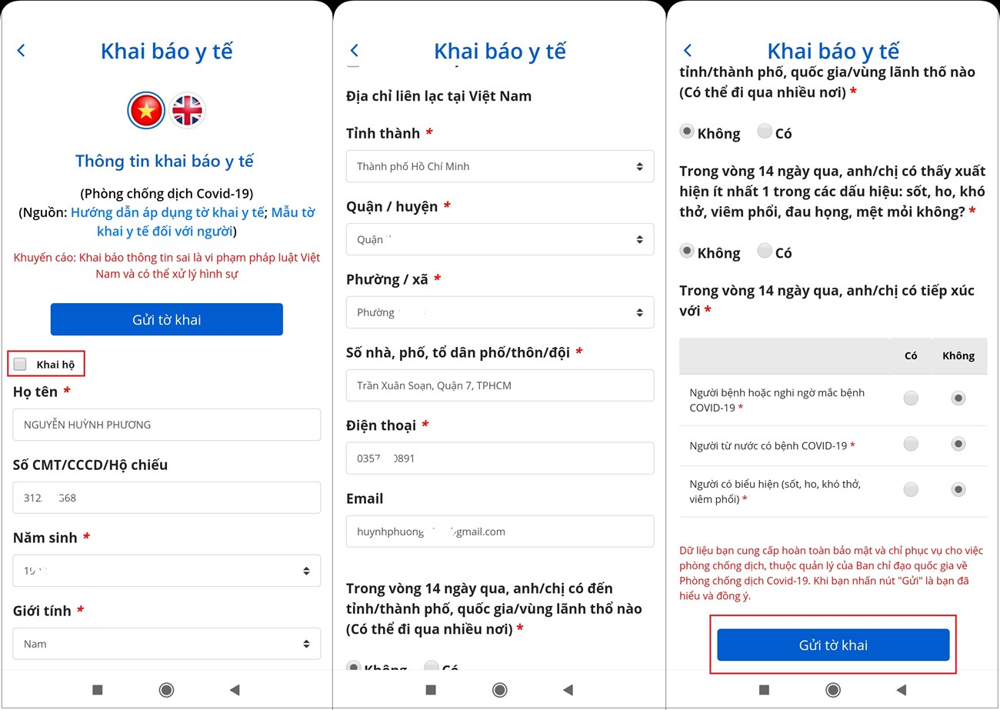 Khai báo y tế
Thông tin khai báo y tế
(Phòng chống dịch Covid-19)
(Nguồn: Hướng dẫn áp dụng tờ khai y tế; Mẫu tờ
khai y tế đối với người)
Khuyến cáo: Khai báo thông tin sai là vi phạm pháp luật Việt
Nam và có thể xử lý hình sự
Gửi tờ khai
Khai hộ
Họ tên *
NGUYỄN HUỲNH PHƯƠNG
Số CMT/CCCD/Hộ chiếu
312 368
Năm sinh *
19
Giới tính *
Nam
Khai báo y tế
Địa chỉ liên lạc tại Việt Nam
Tỉnh thành *
Thành phố Hồ Chí Minh
Quận / huyện *
Quận
Phường / xã *
Phường
Số nhà, phố, tổ dân phố/thôn/đội *
Trần Xuân Soạn, Quận 7, TPHCM
Điện thoại *
0357 0891
Email
huynhphuong gmail.com
Trong vòng 14 ngày qua, anh/chị có đến
tỉnh/thành phố, quốc gia/vùng lãnh thổ nào
(Có thể đi qua nhiều nơi) *
Không Có
Khai báo y tế
tỉnh/thành phố, quốc gia/vùng lãnh thổ nào
(Có thể đi qua nhiều nơi) *
Không Có
Trong vòng 14 ngày qua, anh/chị có thấy xuất
hiện ít nhất 1 trong các dấu hiệu: sốt, ho, khó
thở, viêm phổi, đau họng, mệt mỏi không? *
Không Có
Trong vòng 14 ngày qua, anh/chị có tiếp xúc
với *
Có Không
Người bệnh hoặc nghi ngờ mắc bệnh
COVID-19 *
Người từ nước có bệnh COVID-19 *
Người có biểu hiện (sốt, ho, khó thở,
viêm phổi) *
Dữ liệu bạn cung cấp hoàn toàn bảo mật và chỉ phục vụ cho việc
phòng chống dịch, thuộc quản lý của Ban chỉ đạo quốc gia về
Phòng chống dịch Covid-19. Khi bạn nhấn nút "Gửi" là bạn đã
hiểu và đồng ý.
Gửi tờ khai